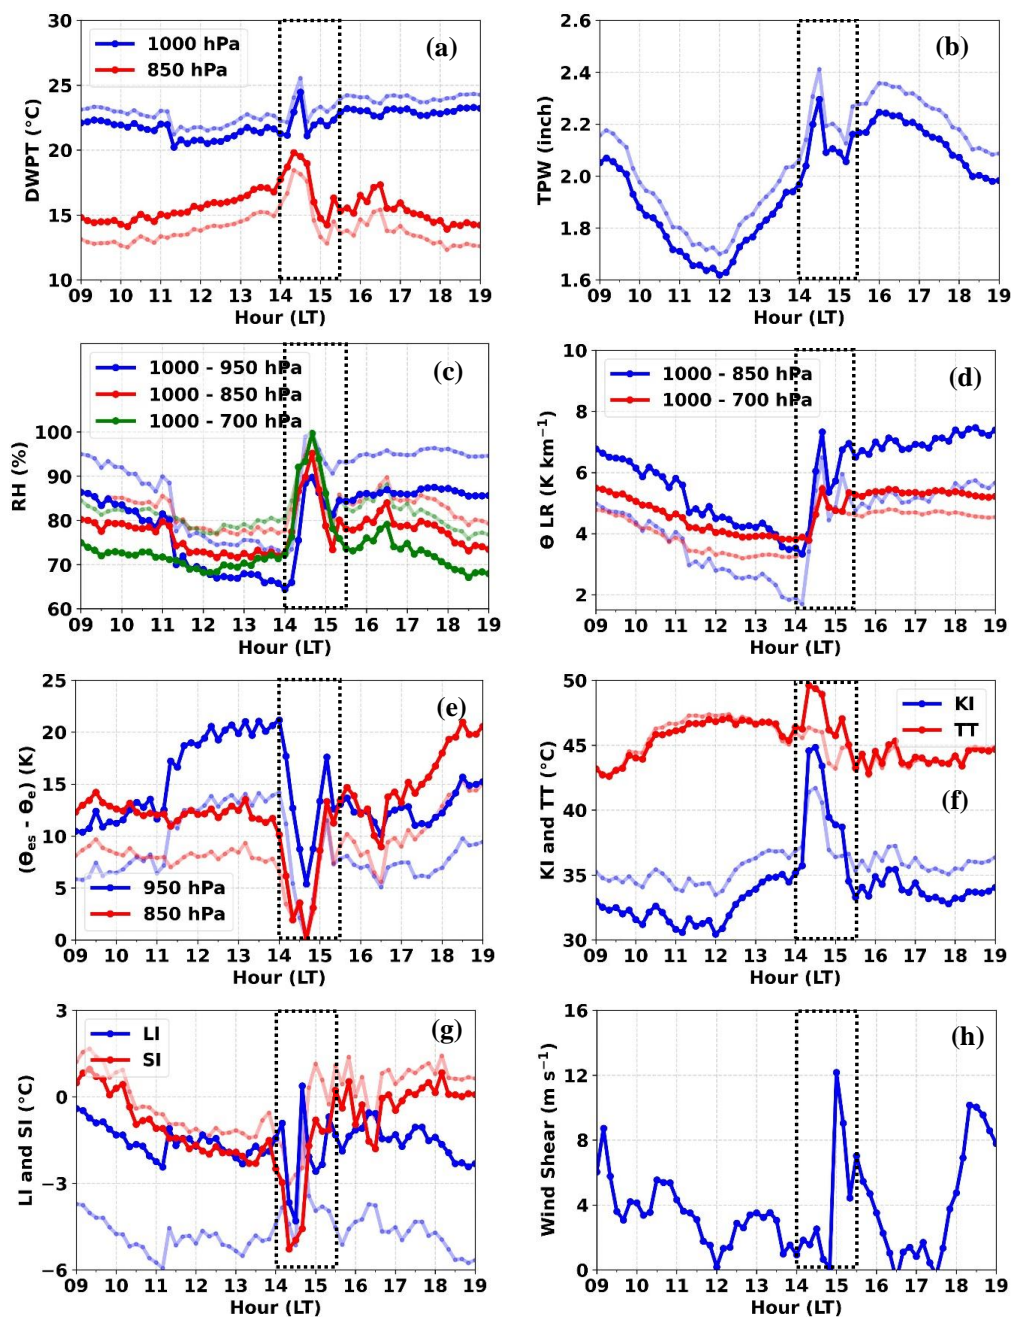 (a)
30
25
20
15
10
DWPT (°C)
1000 hPa
850 hPa
09 10 11 12 13 14 15 16 17 18 19
Hour (LT)
(b)
2.6
2.4
2.2
2.0
1.8
1.6
TPW (inch)
09 10 11 12 13 14 15 16 17 18 19
Hour (LT)
(c)
100
90
80
70
60
RH (%)
1000 - 950 hPa
1000 - 850 hPa
1000 - 700 hPa
09 10 11 12 13 14 15 16 17 18 19
Hour (LT)
(d)
10
8
6
4
2
Θ LR (K km⁻¹)
1000 - 850 hPa
1000 - 700 hPa
09 10 11 12 13 14 15 16 17 18 19
Hour (LT)
(e)
25
20
15
10
5
0
(Θes - Θe) (K)
950 hPa
850 hPa
09 10 11 12 13 14 15 16 17 18 19
Hour (LT)
(f)
50
45
40
35
30
KI and TT (°C)
KI
TT
09 10 11 12 13 14 15 16 17 18 19
Hour (LT)
(g)
3
0
−3
−6
LI and SI (°C)
LI
SI
09 10 11 12 13 14 15 16 17 18 19
Hour (LT)
(h)
16
12
8
4
0
Wind Shear (m s⁻¹)
09 10 11 12 13 14 15 16 17 18 19
Hour (LT)